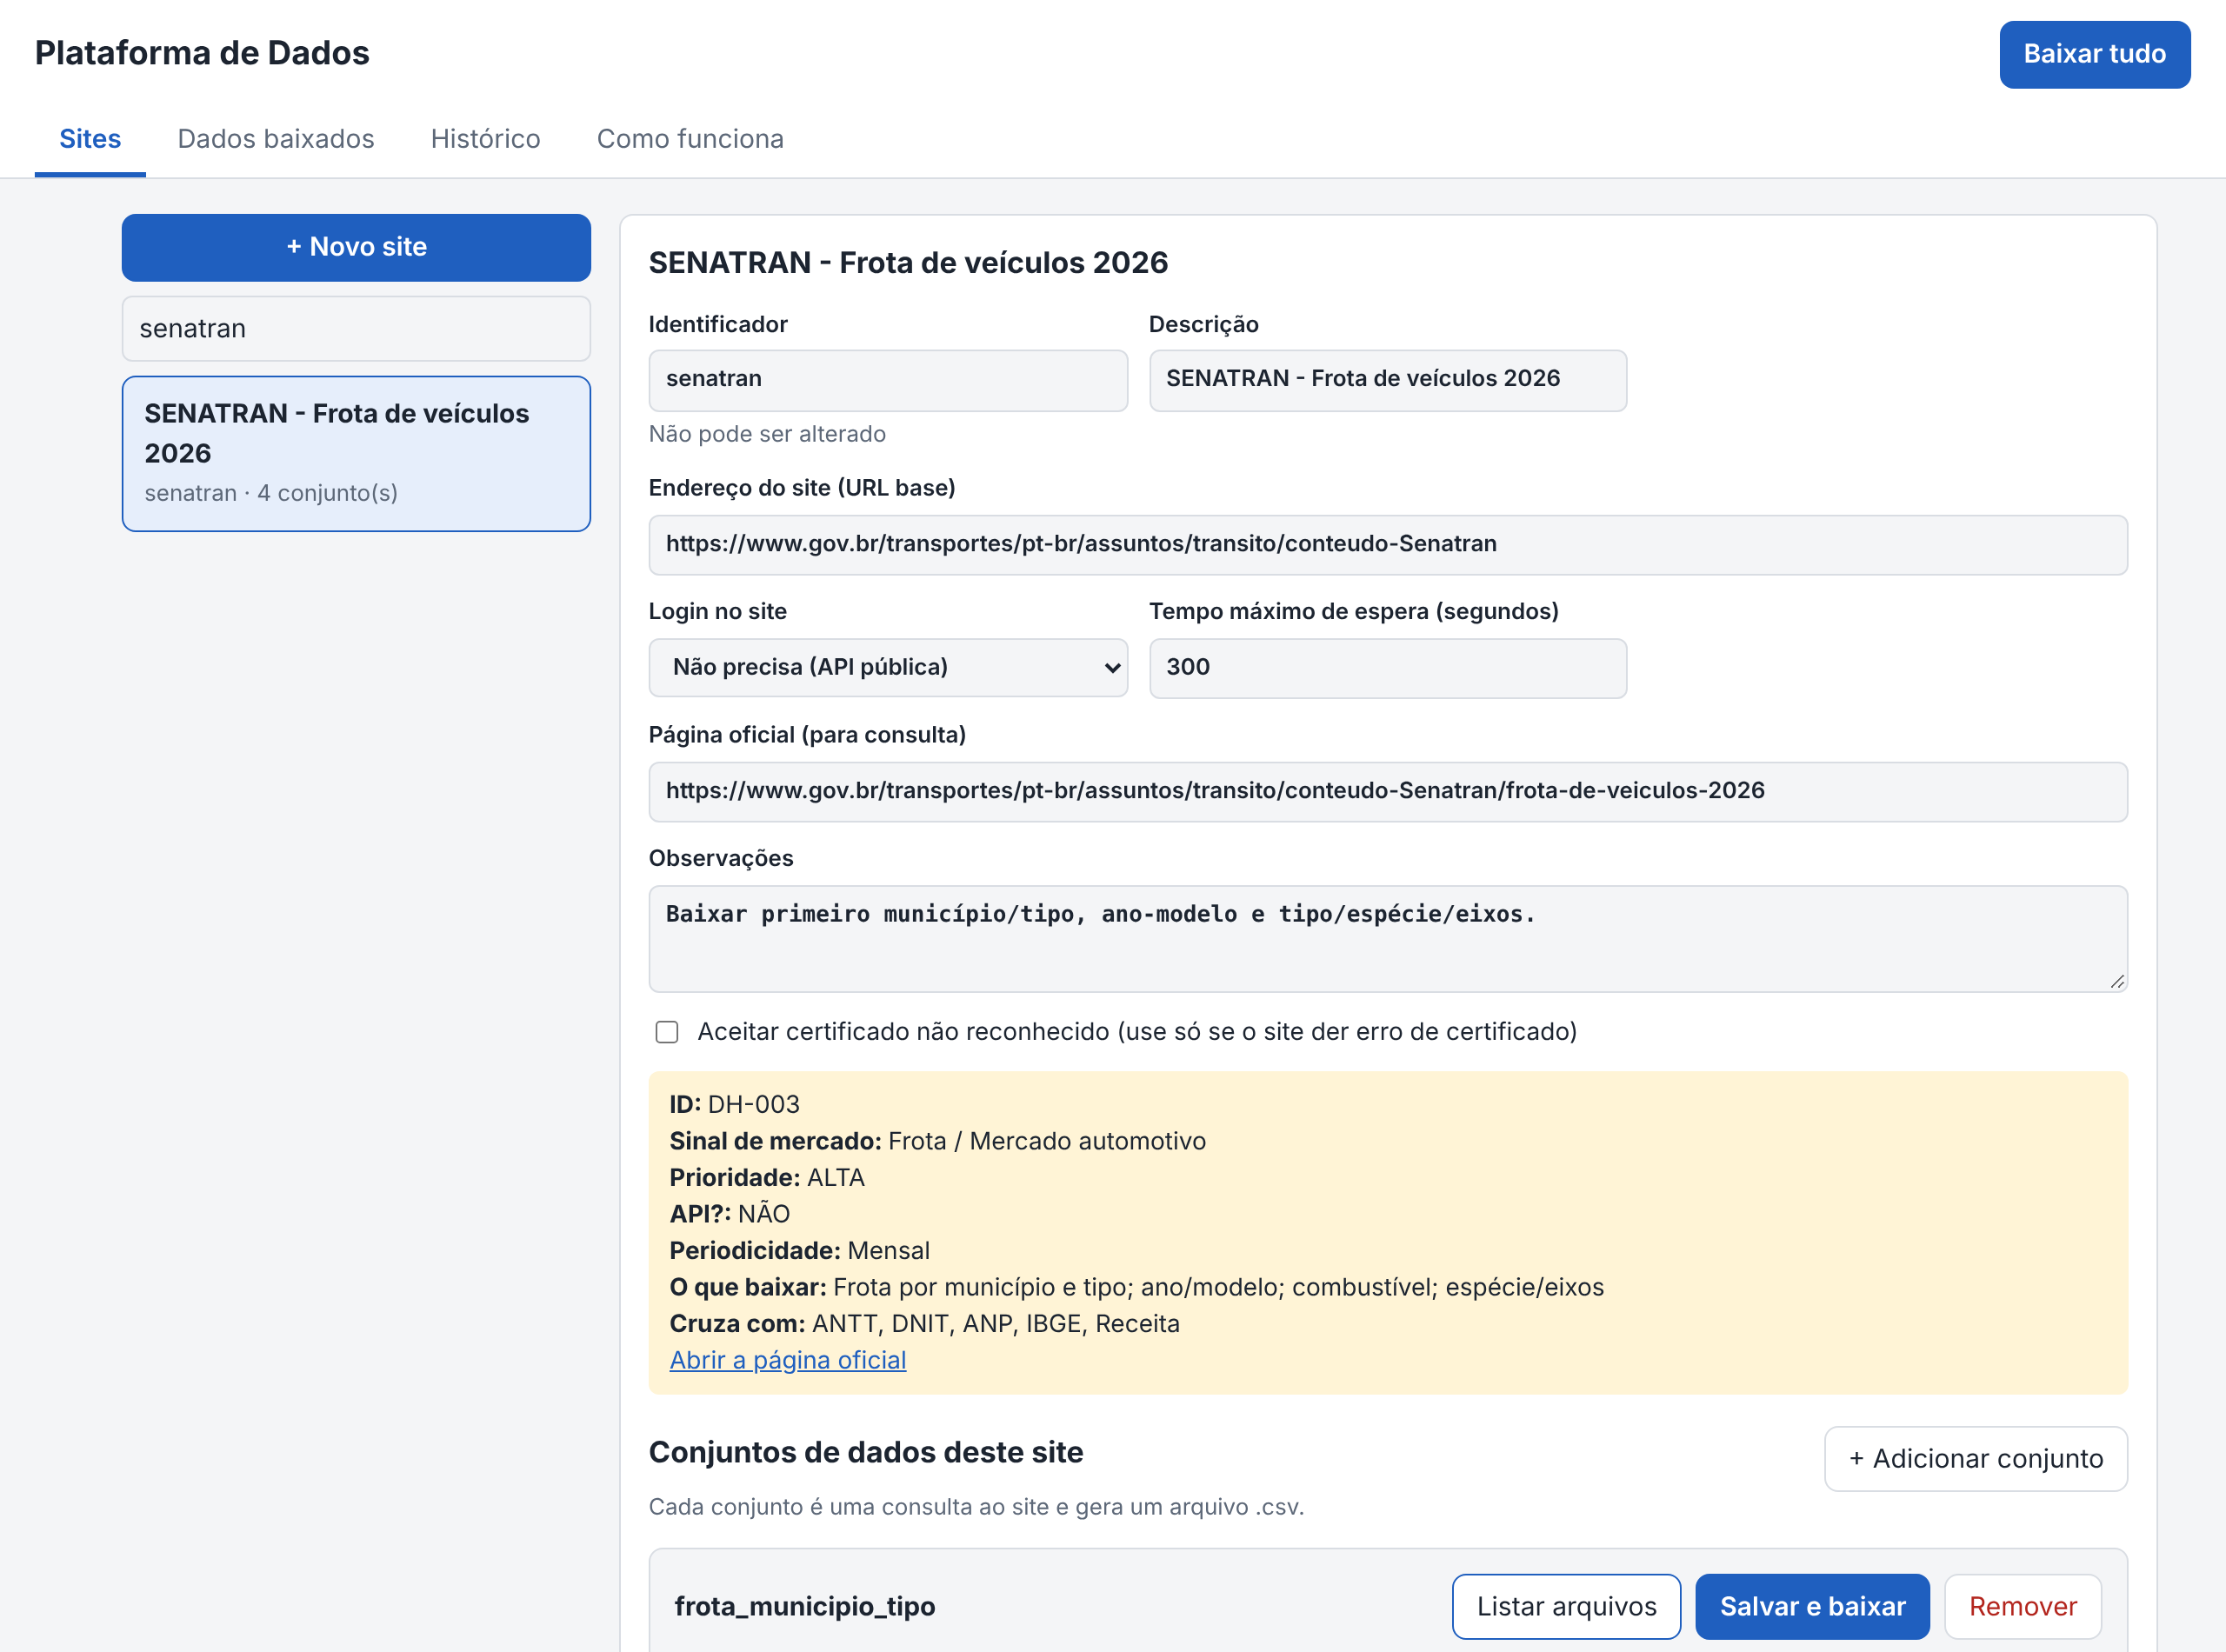 Plataforma de Dados
Baixar tudo
Sites
Dados baixados
Histórico
Como funciona
+ Novo site
senatran
SENATRAN - Frota de veículos
2026
senatran · 4 conjunto(s)
SENATRAN - Frota de veículos 2026
Identificador
Descrição
senatran
SENATRAN - Frota de veículos 2026
Não pode ser alterado
Endereço do site (URL base)
https://www.gov.br/transportes/pt-br/assuntos/transito/conteudo-Senatran
Login no site
Tempo máximo de espera (segundos)
Não precisa (API pública)
300
Página oficial (para consulta)
https://www.gov.br/transportes/pt-br/assuntos/transito/conteudo-Senatran/frota-de-veiculos-2026
Observações
Baixar primeiro município/tipo, ano-modelo e tipo/espécie/eixos.
Aceitar certificado não reconhecido (use só se o site der erro de certificado)
ID: DH-003
Sinal de mercado: Frota / Mercado automotivo
Prioridade: ALTA
API?: NÃO
Periodicidade: Mensal
O que baixar: Frota por município e tipo; ano/modelo; combustível; espécie/eixos
Cruza com: ANTT, DNIT, ANP, IBGE, Receita
Abrir a página oficial
Conjuntos de dados deste site
+ Adicionar conjunto
Cada conjunto é uma consulta ao site e gera um arquivo .csv.
frota_municipio_tipo
Listar arquivos
Salvar e baixar
Remover